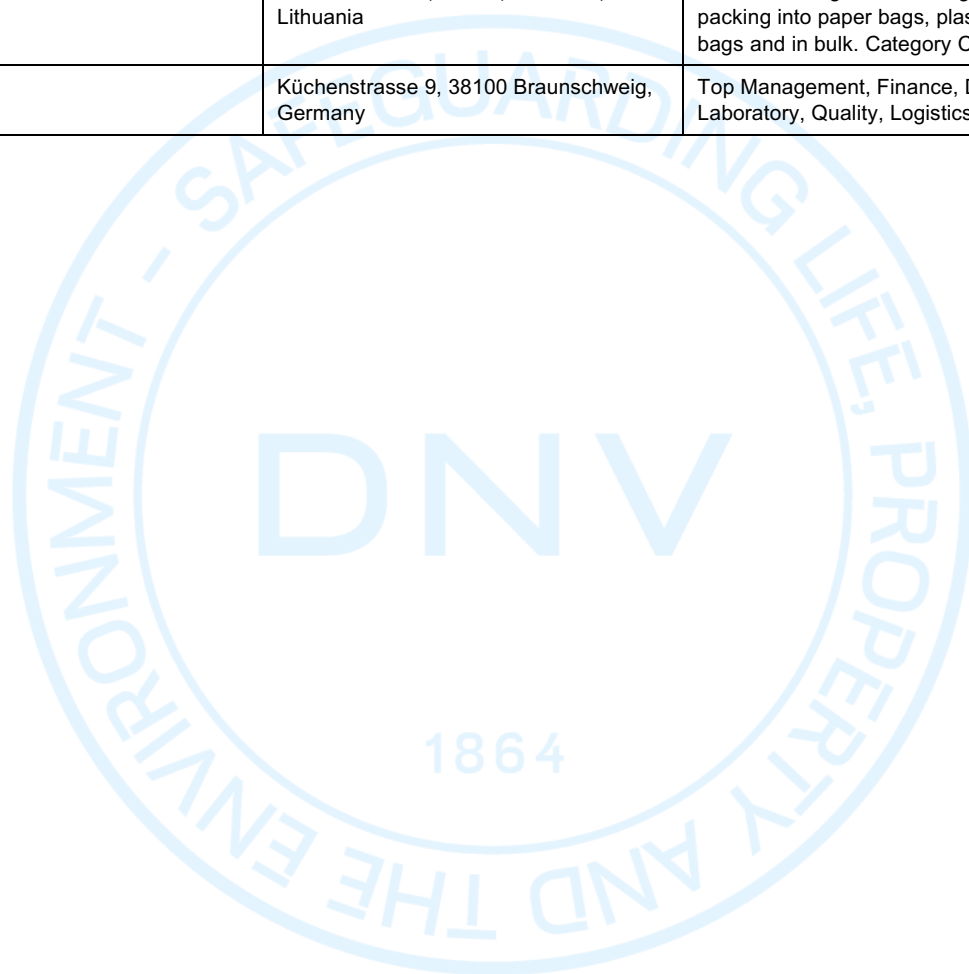 Lithuania
packing into paper bags,
bags and in bulk. Category
Küchenstrasse 9, 38100 Braunschweig,
Germany
Top Management, Finance,
Laboratory, Quality, Logistics
SAFEGUARDING LIFE, PROPERTY AND THE ENVIRONMENT -
DNV
1864